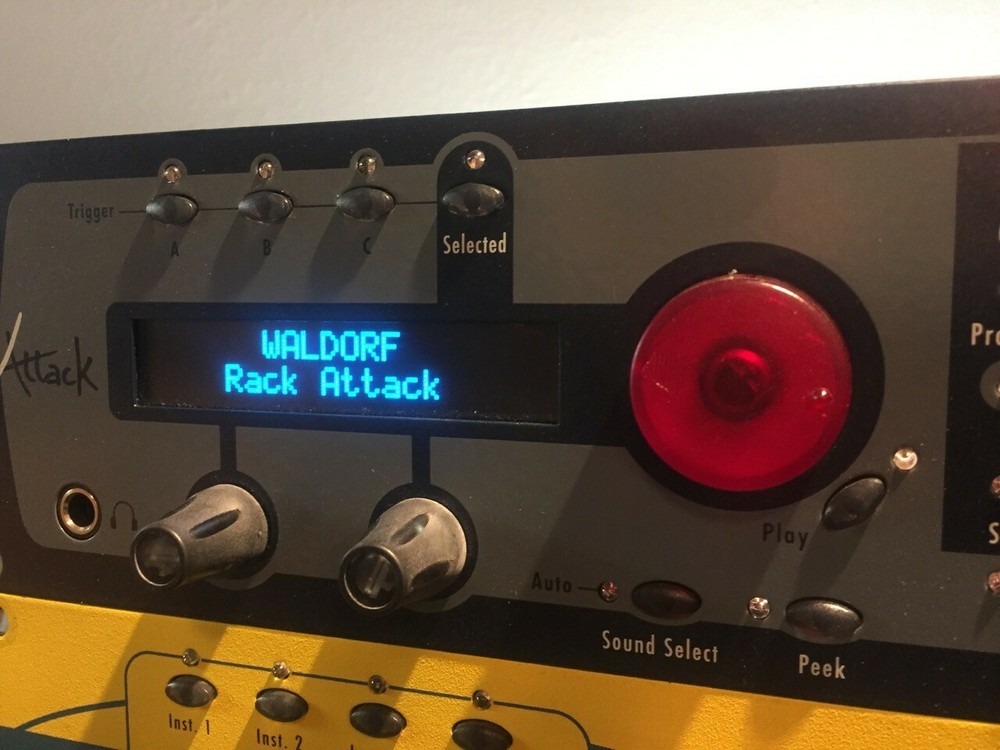 Trigger
A
B
C
Selected
WALDORF
Rack Attack
Attack
Play
Auto
Sound Select
Peek
Inst. 1
Inst. 2